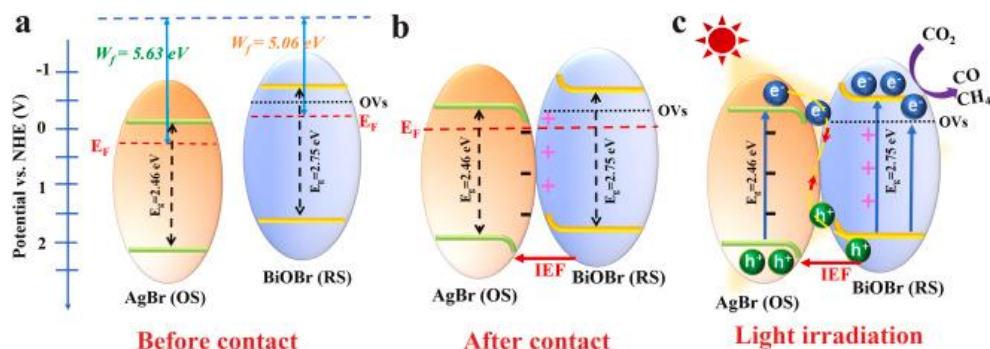 a
W_f = 5.63 eV
W_f = 5.06 eV
Potential vs. NHE (V)
-1
0
1
2
E_F
E_g=2.46 eV
OVs
E_F
E_g=2.75 eV
AgBr (OS)
BiOBr (RS)
Before contact
b
E_F
E_g=2.46 eV
OVs
E_g=2.75 eV
+
+
+
IEF
AgBr (OS)
BiOBr (RS)
After contact
c
CO₂
CO
CH₄
e⁻
e⁻
e⁻
e⁻
e⁻
OVs
E_g=2.46 eV
E_g=2.75 eV
+
+
+
h⁺
h⁺
h⁺
h⁺
IEF
AgBr (OS)
BiOBr (RS)
Light irradiation